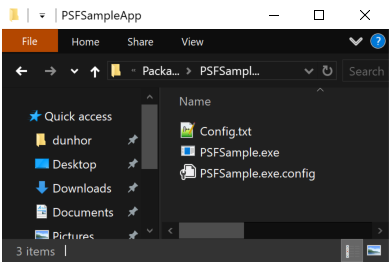 PSFSampleApp
File Home Share View
« Packa... PSFSampl... Search
Name
Quick access
dunhor
Desktop
Downloads
Documents
Pictures
Config.txt
PSFSample.exe
PSFSample.exe.config
3 items